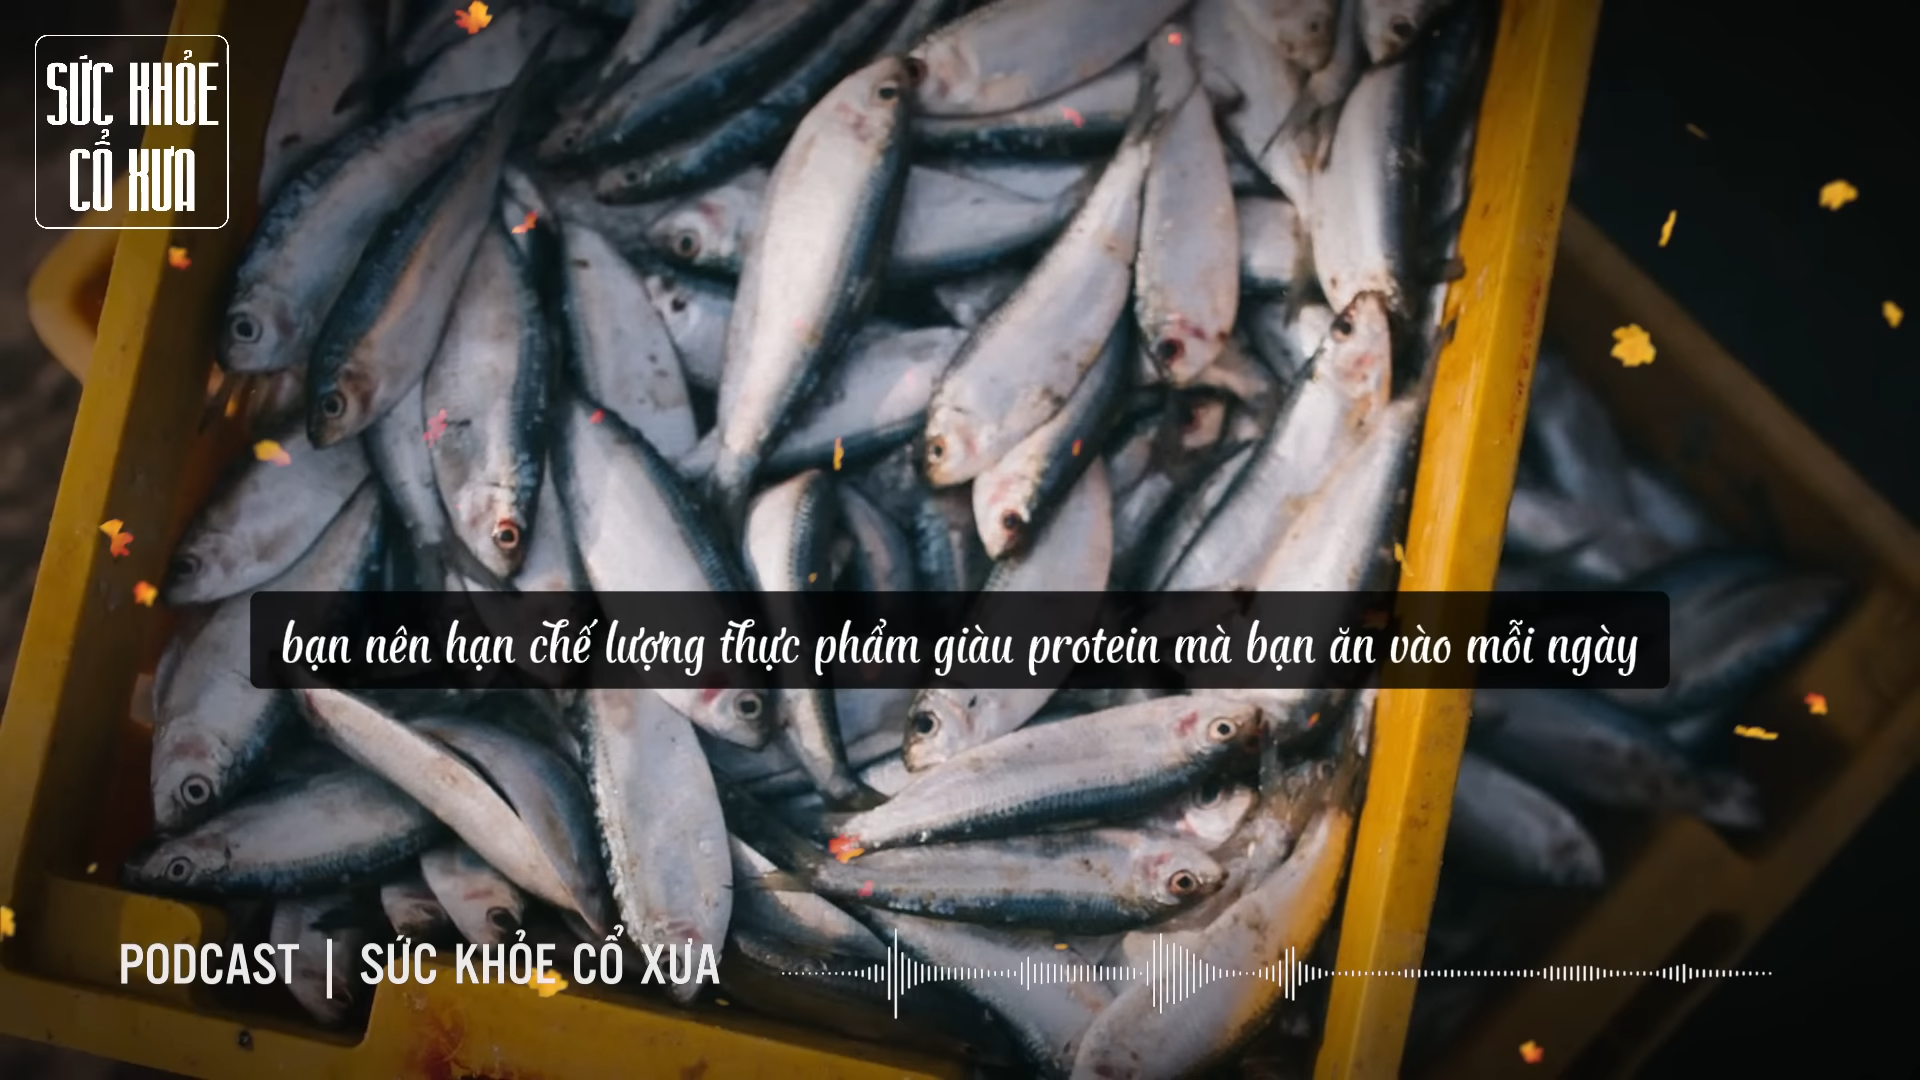 SỨC KHỎE
CỔ XƯA
bạn nên hạn chế lượng thực phẩm giàu protein mà bạn ăn vào mỗi ngày
PODCAST | SỨC KHỎE CỔ XƯA